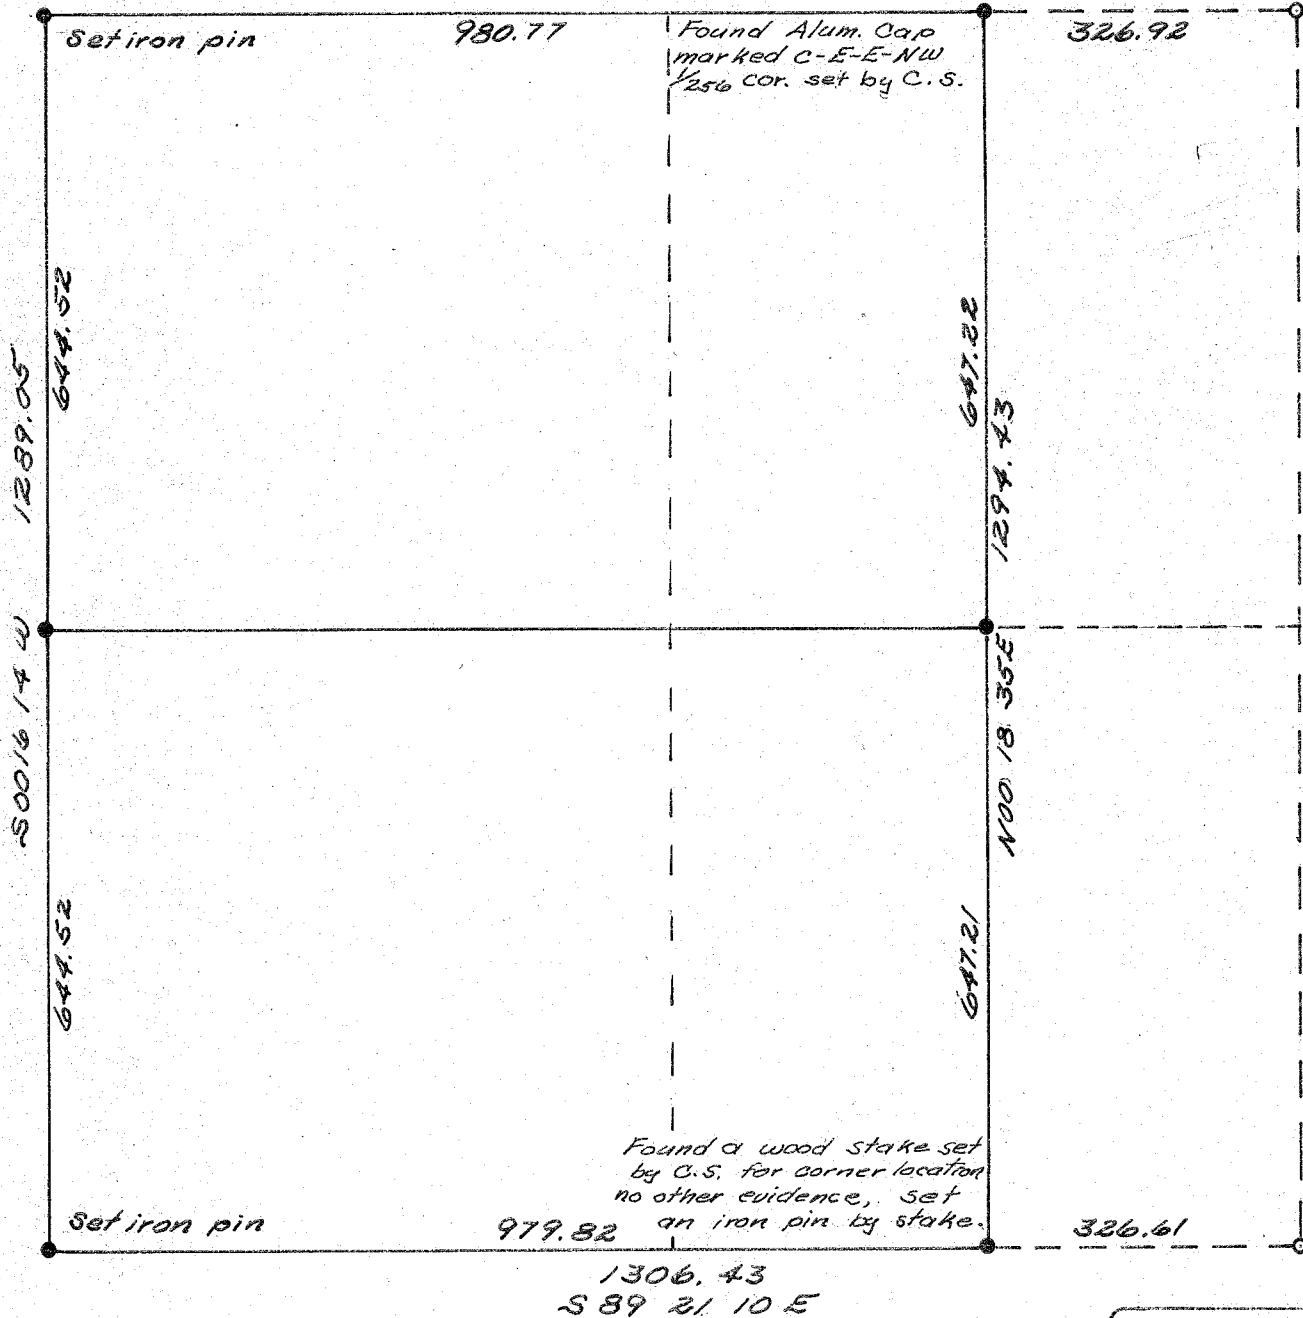 Set iron pin
980.77
Found Alum. Cap
marked C-E-E-NW
1/256 cor. set by C.S.
326.92
644.52
1289.05
S 00 16 14 W
644.52
647.22
1294.43
N00 18 35E
647.21
Found a wood stake set
by C.S. for corner location
no other evidence, set
an iron pin by stake.
Set iron pin
979.82
326.61
1306.43
S 89 21 10 E